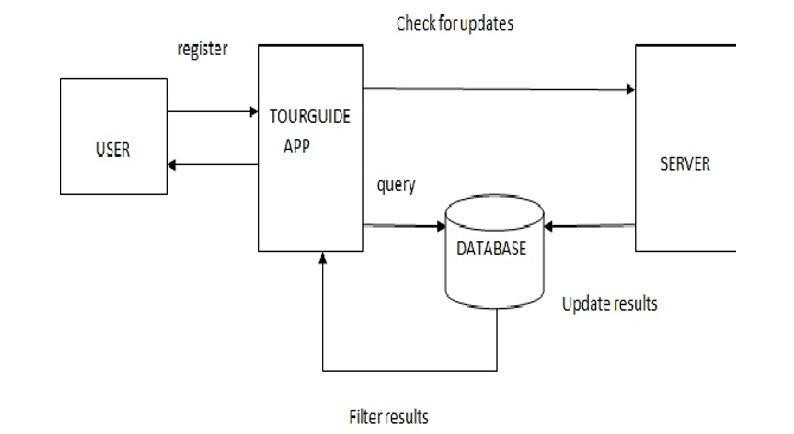 Check for updates
register
TOURGUIDE
APP
USER
SERVER
query
DATABASE
Update results
Filter results